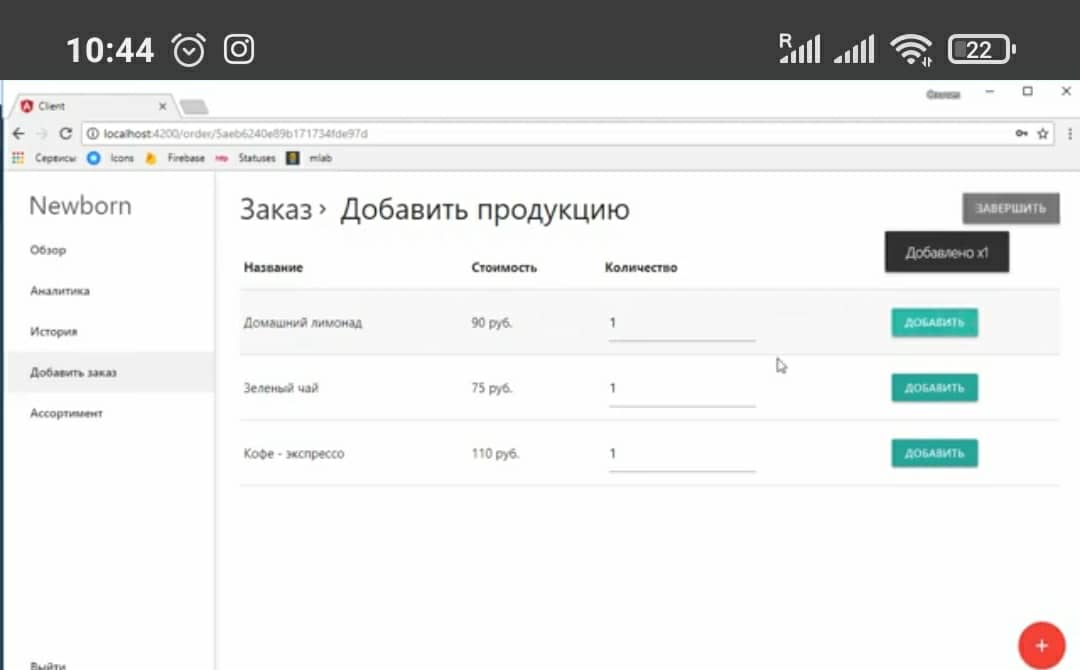 10:44
R
22
Client
localhost:4200/order/5aeb6240e89b171734fde97d
Сервисы Icons Firebase Statuses mlab
Newborn
Обзор
Аналитика
История
Добавить заказ
Ассортимент
Выйти
Заказ › Добавить продукцию
ЗАВЕРШИТЬ
Добавлено x1
Название Стоимость Количество
Домашний лимонад 90 руб. 1 ДОБАВИТЬ
Зеленый чай 75 руб. 1 ДОБАВИТЬ
Кофе - экспрессо 110 руб. 1 ДОБАВИТЬ
+